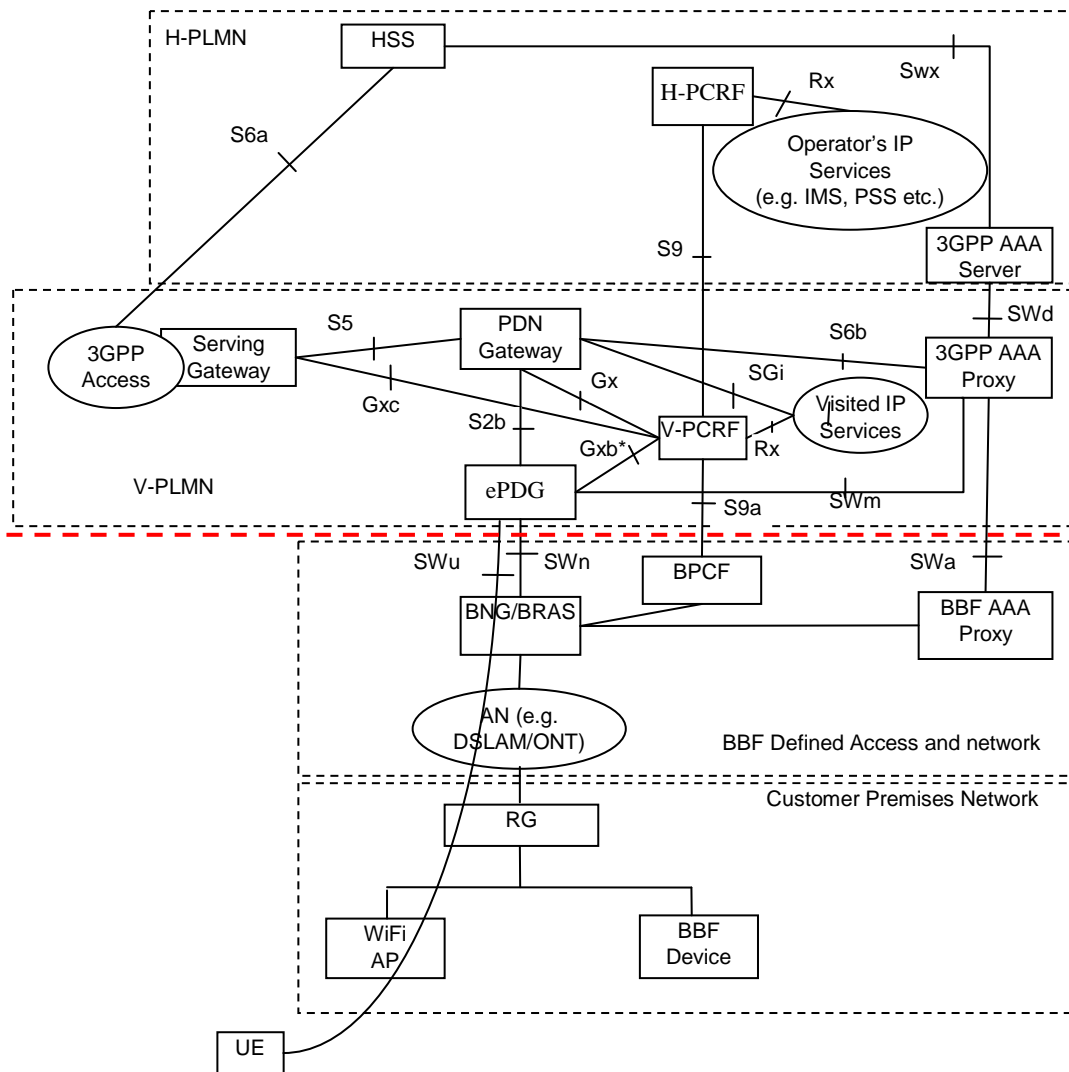 H-PLMN
HSS
Swx
H-PCRF
Rx
S6a
Operator's IP
Services
(e.g. IMS, PSS etc.)
S9
3GPP AAA
Server
SWd
S5
PDN
Gateway
S6b
3GPP
Access
Serving
Gateway
3GPP AAA
Proxy
Gxc
Gx
SGi
S2b
Visited IP
Services
V-PCRF
Gxb*
Rx
V-PLMN
ePDG
SWm
S9a
SWu
SWn
SWa
BPCF
BNG/BRAS
BBF AAA
Proxy
AN (e.g.
DSLAM/ONT)
BBF Defined Access and network
Customer Premises Network
RG
WiFi
AP
BBF
Device
UE